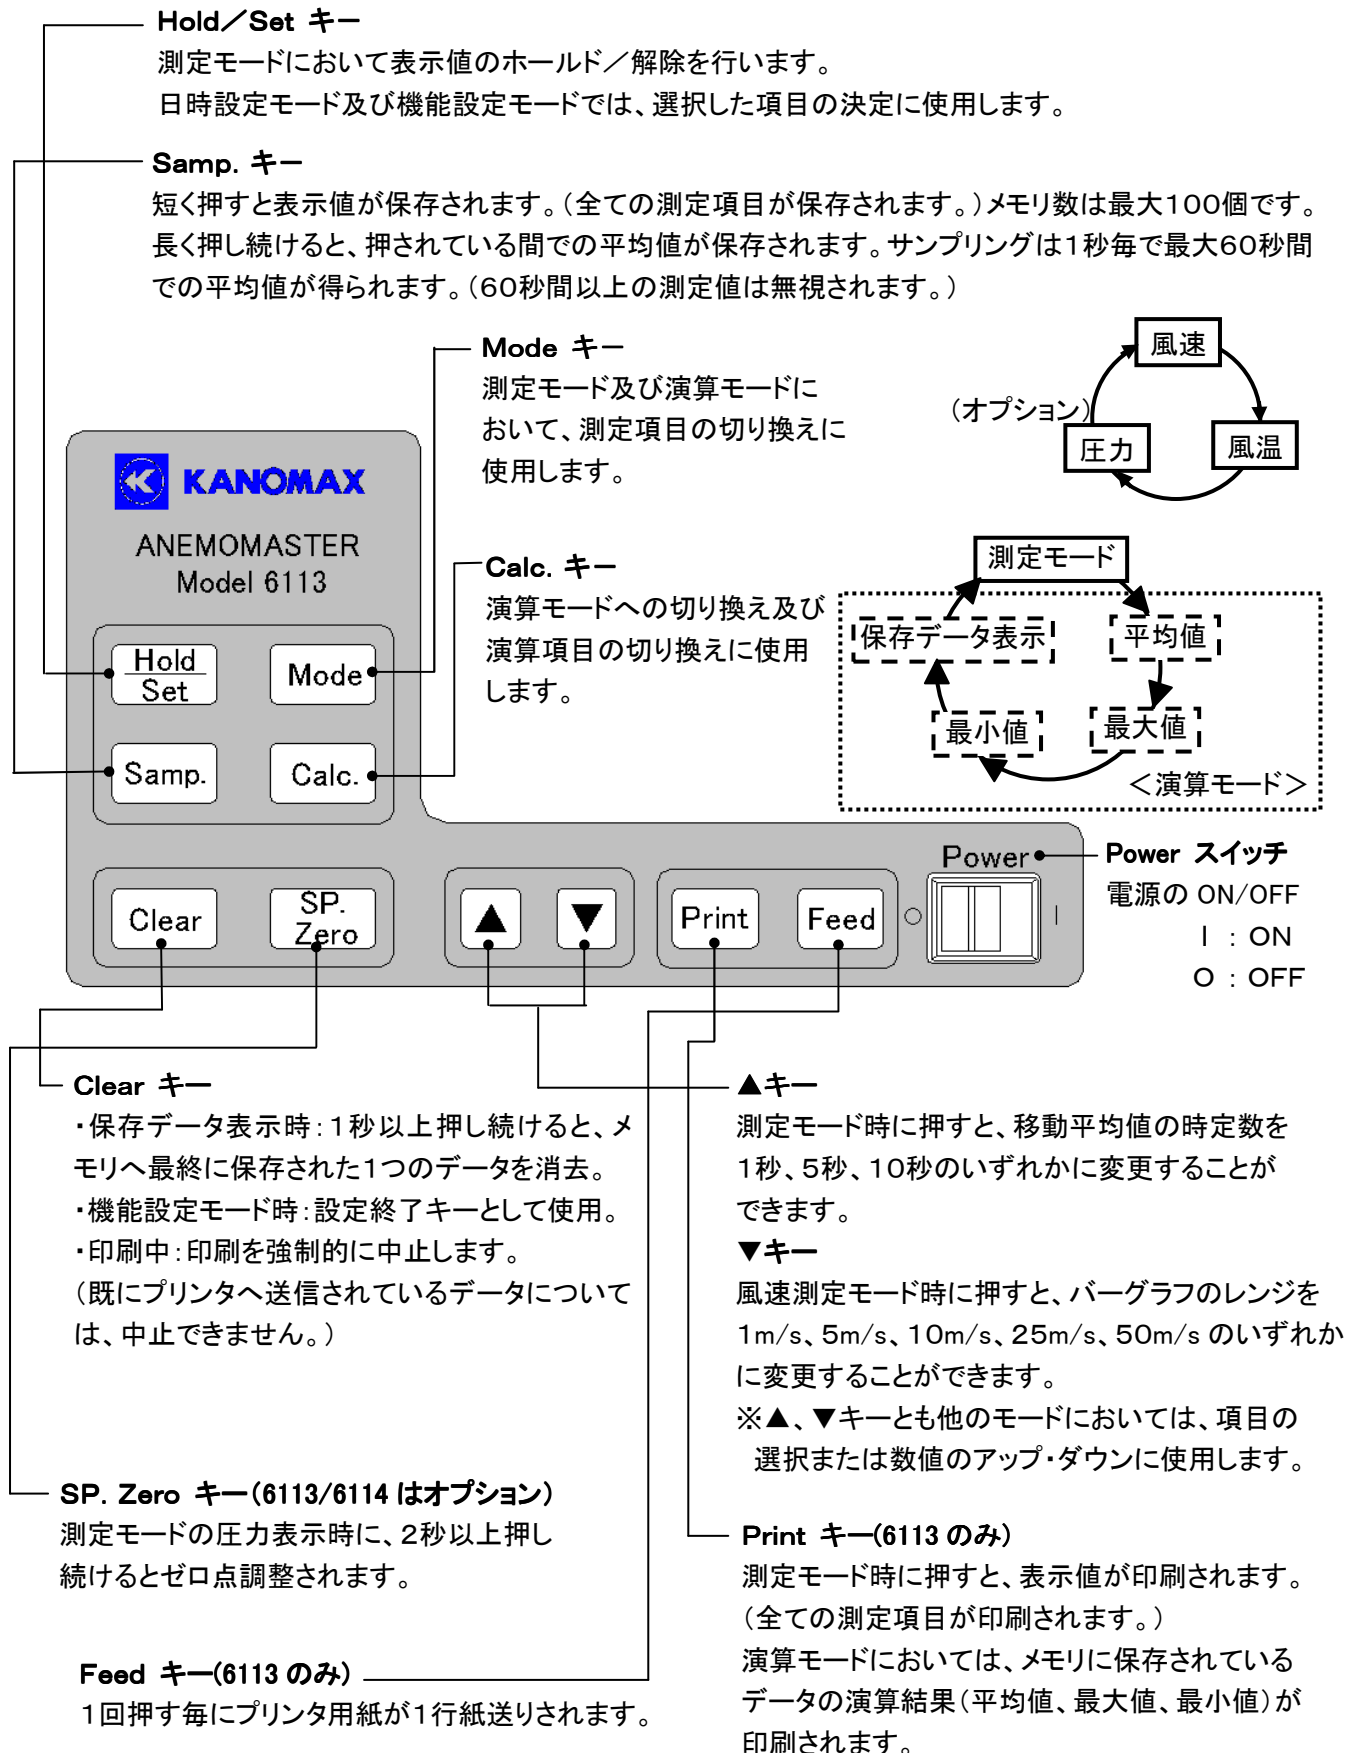 Hold／Set キー
測定モードにおいて表示値のホールド／解除を行います。
日時設定モード及び機能設定モードでは、選択した項目の決定に使用します。
Samp. キー
短く押すと表示値が保存されます。（全ての測定項目が保存されます。）メモリ数は最大100個です。
長く押し続けると、押されている間での平均値が保存されます。サンプリングは1秒毎で最大60秒間
での平均値が得られます。（60秒間以上の測定値は無視されます。）
Mode キー
測定モード及び演算モードに
おいて、測定項目の切り換えに
使用します。
風速
（オプション）
圧力
風温
KANOMAX
ANEMOMASTER
Model 6113
Calc. キー
演算モードへの切り換え及び
演算項目の切り換えに使用
します。
測定モード
保存データ表示
平均値
最小値
最大値
＜演算モード＞
Hold
Set
Mode
Samp.
Calc.
Clear
SP.
Zero
▲
▼
Print
Feed
Power
○
|
Power スイッチ
電源の ON/OFF
I : ON
O : OFF
Clear キー
・保存データ表示時：1秒以上押し続けると、メ
モリへ最終に保存された1つのデータを消去。
・機能設定モード時：設定終了キーとして使用。
・印刷中：印刷を強制的に中止します。
（既にプリンタへ送信されているデータについて
は、中止できません。）
▲キー
測定モード時に押すと、移動平均値の時定数を
1秒、5秒、10秒のいずれかに変更することが
できます。
▼キー
風速測定モード時に押すと、バーグラフのレンジを
1m/s、5m/s、10m/s、25m/s、50m/s のいずれか
に変更することができます。
※▲、▼キーとも他のモードにおいては、項目の
選択または数値のアップ・ダウンに使用します。
SP. Zero キー（6113/6114 はオプション）
測定モードの圧力表示時に、2秒以上押し
続けるとゼロ点調整されます。
Print キー(6113 のみ)
測定モード時に押すと、表示値が印刷されます。
（全ての測定項目が印刷されます。）
演算モードにおいては、メモリに保存されている
データの演算結果（平均値、最大値、最小値）が
印刷されます。
Feed キー(6113 のみ)
1回押す毎にプリンタ用紙が1行紙送りされます。